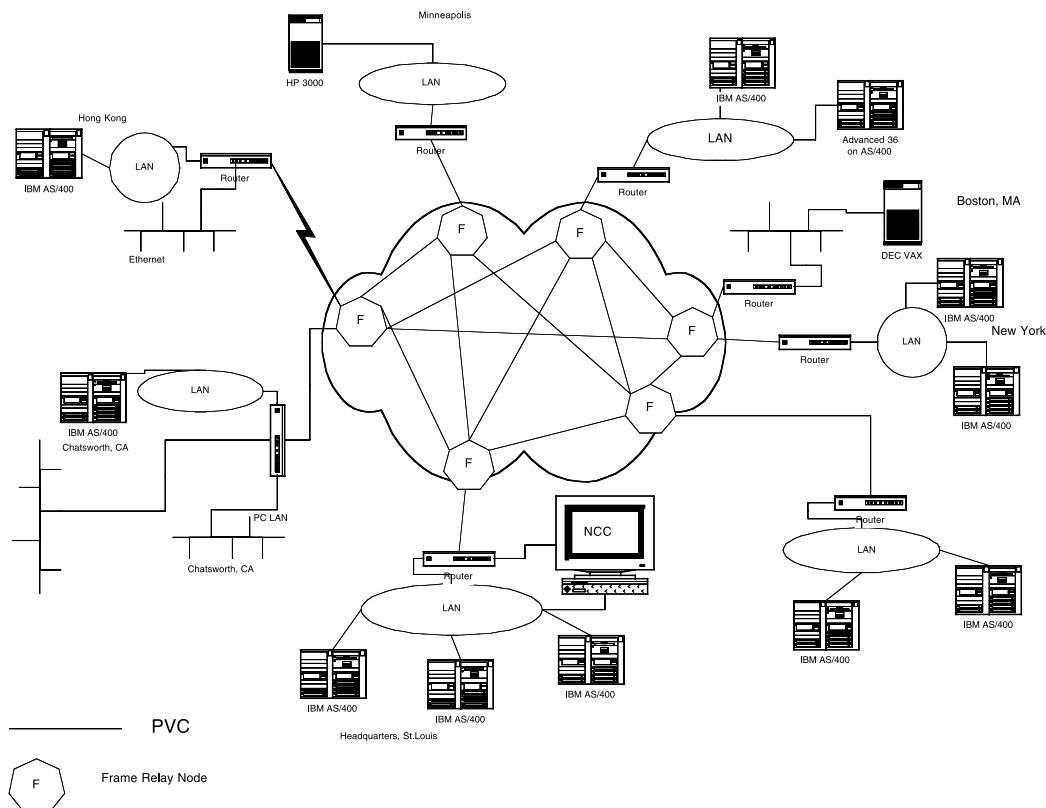 Minneapolis
HP 3000
LAN
Router
IBM AS/400
LAN
Advanced 36
on AS/400
Router
Hong Kong
IBM AS/400
LAN
Router
Ethernet
Boston, MA
DEC VAX
Router
F
F
F
F
F
F
IBM AS/400
New York
LAN
Router
IBM AS/400
LAN
IBM AS/400
Chatsworth, CA
PC LAN
Chatsworth, CA
NCC
Router
LAN
IBM AS/400
IBM AS/400
IBM AS/400
Headquarters, St.Louis
Router
LAN
IBM AS/400
IBM AS/400
PVC
F
Frame Relay Node